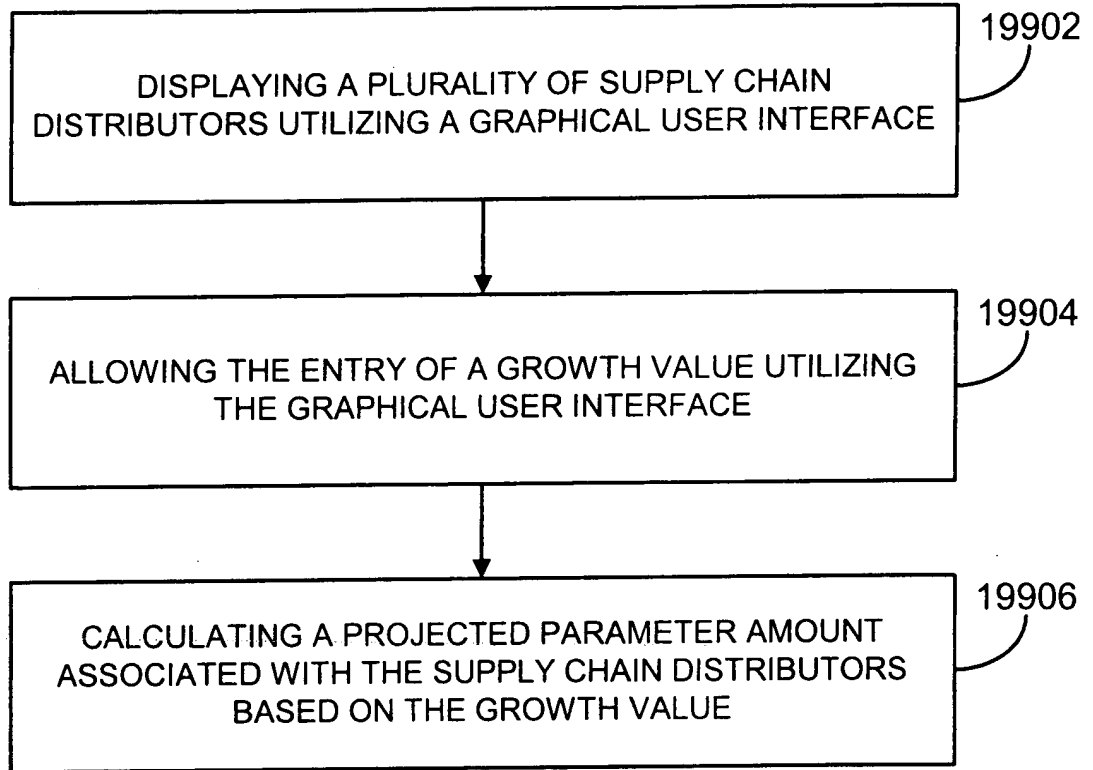 19902
DISPLAYING A PLURALITY OF SUPPLY CHAIN
DISTRIBUTORS UTILIZING A GRAPHICAL USER INTERFACE
19904
ALLOWING THE ENTRY OF A GROWTH VALUE UTILIZING
THE GRAPHICAL USER INTERFACE
19906
CALCULATING A PROJECTED PARAMETER AMOUNT
ASSOCIATED WITH THE SUPPLY CHAIN DISTRIBUTORS
BASED ON THE GROWTH VALUE